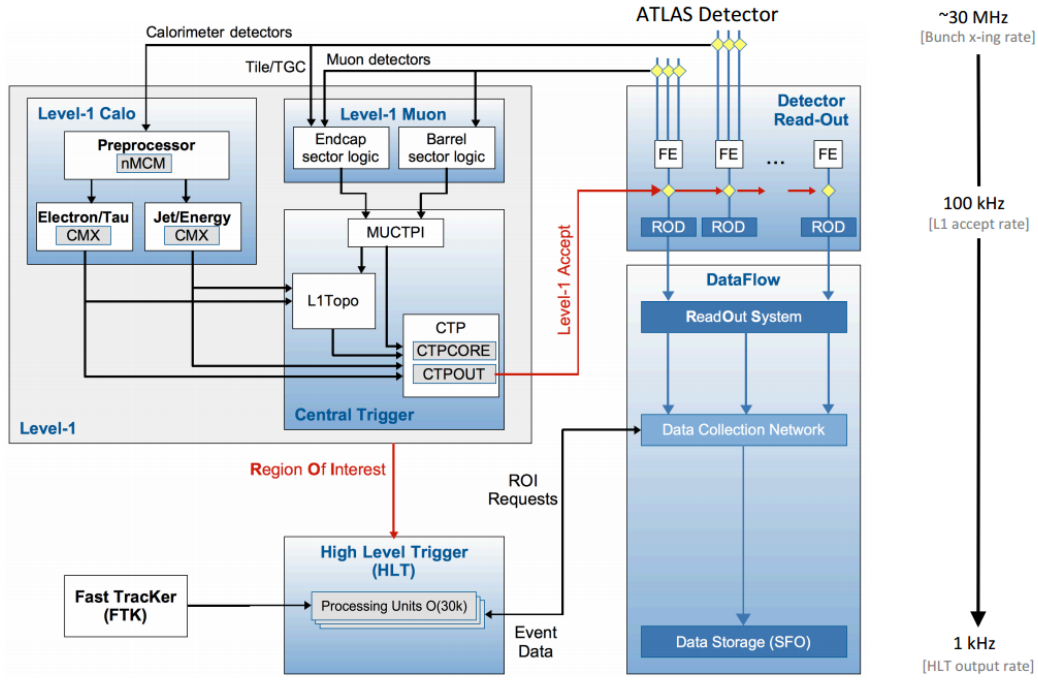 ATLAS Detector
~30 MHz
[Bunch x-ing rate]
Calorimeter detectors
Tile/TGC
Muon detectors
Level-1 Calo
Preprocessor
nMCM
Electron/Tau
CMX
Jet/Energy
CMX
Level-1 Muon
Endcap
sector logic
Barrel
sector logic
Detector
Read-Out
FE
FE
...
FE
ROD
ROD
ROD
100 kHz
[L1 accept rate]
MUCTPI
L1Topo
CTP
CTPCORE
CTPOUT
Central Trigger
Level-1
Level-1 Accept
DataFlow
ReadOut System
Data Collection Network
Data Storage (SFO)
Region Of Interest
ROI
Requests
High Level Trigger
(HLT)
Processing Units O(30k)
Fast TracKer
(FTK)
Event
Data
1 kHz
[HLT output rate]